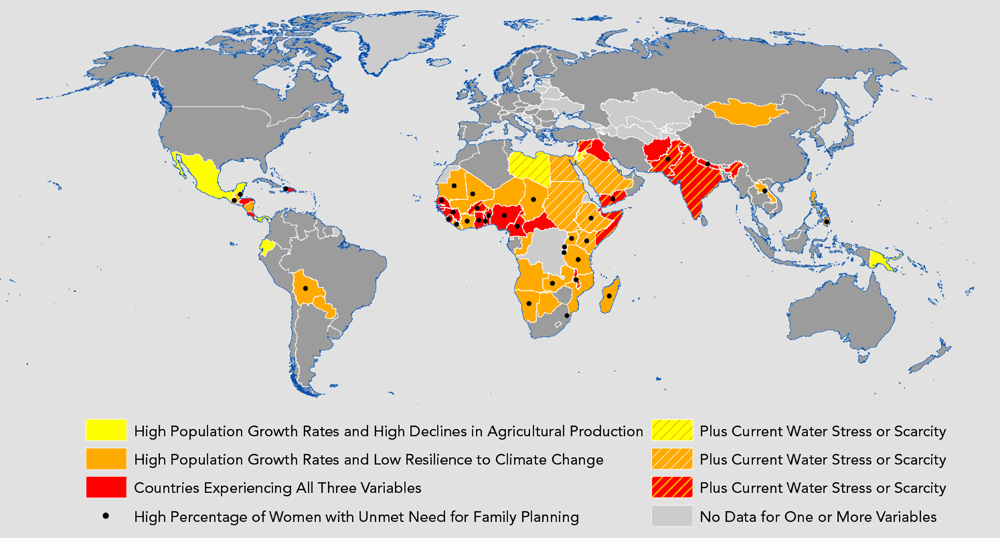 High Population Growth Rates and High Declines in Agricultural Production
Plus Current Water Stress or Scarcity
High Population Growth Rates and Low Resilience to Climate Change
Plus Current Water Stress or Scarcity
Countries Experiencing All Three Variables
Plus Current Water Stress or Scarcity
High Percentage of Women with Unmet Need for Family Planning
No Data for One or More Variables